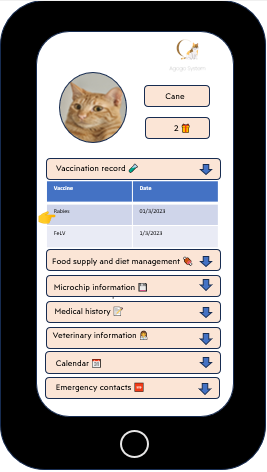 Agogo System
Cane
2
Vaccination record
Vaccine Date
Rabies 01/3/2023
FeLV 1/3/2023
Food supply and diet management
Microchip information
Medical history
Veterinary information
Calendar
Emergency contacts